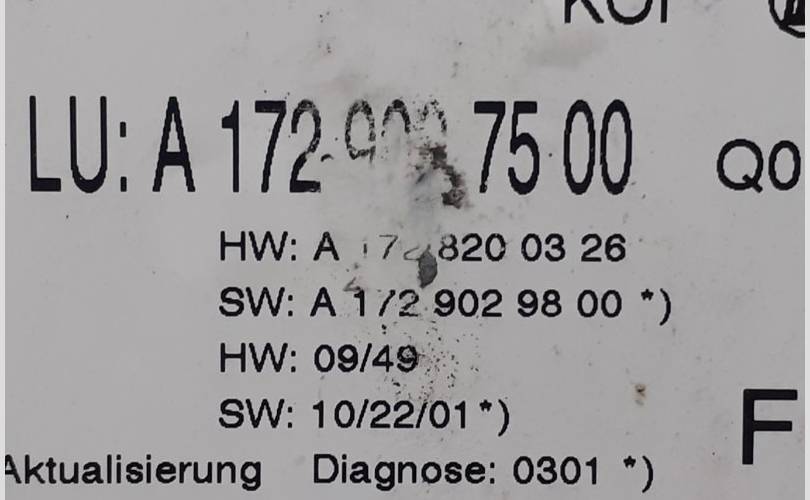 LU: A 172 75 00 Q0
HW: A 820 03 26
SW: A 172 902 98 00 *)
HW: 09/49
SW: 10/22/01 *)
Aktualisierung Diagnose: 0301 *)
F